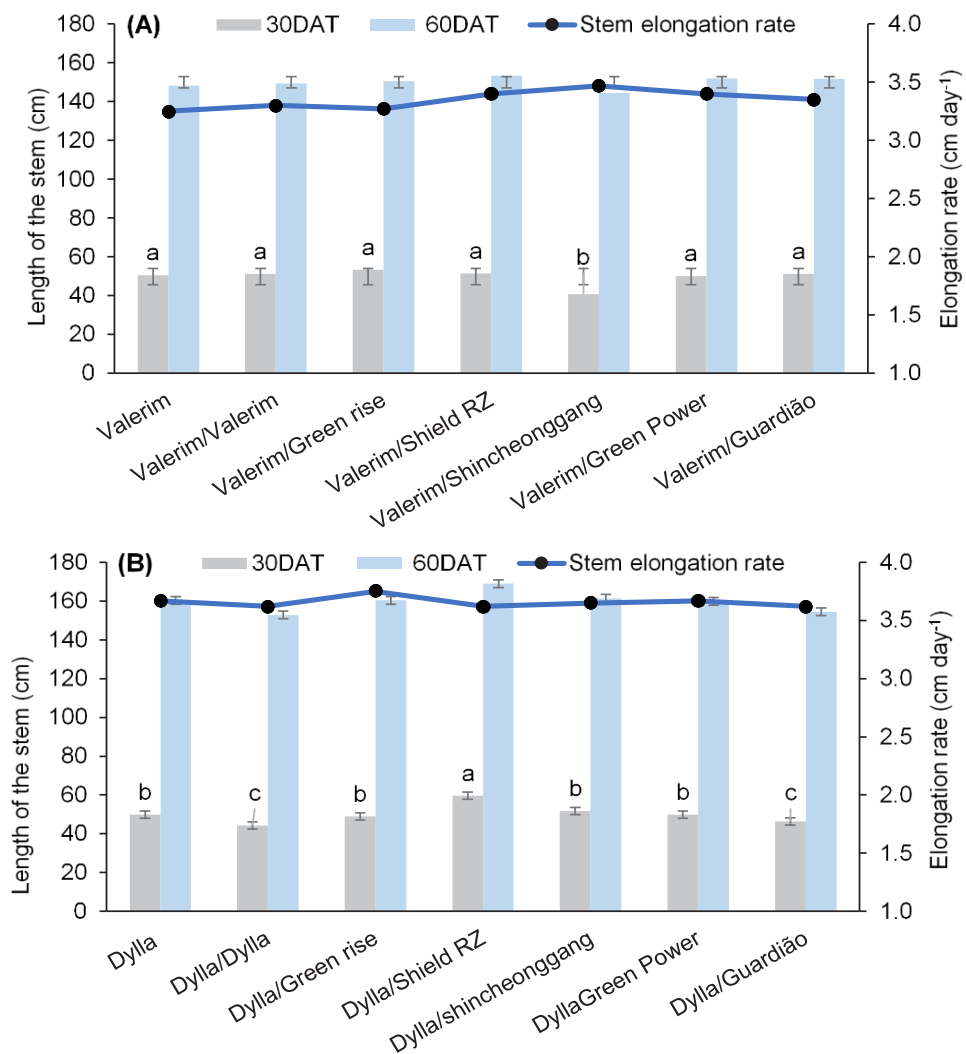 (A) 30DAT 60DAT Stem elongation rate
Length of the stem (cm)
180
160
140
120
100
80
60
40
20
0
a a a a b a a
4.0
3.5
3.0
2.5
2.0
1.5
1.0
Elongation rate (cm day-1)
Valerim
Valerim/Valerim
Valerim/Green rise
Valerim/Shield RZ
Valerim/Shincheonggang
Valerim/Green Power
Valerim/Guardião
(B) 30DAT 60DAT Stem elongation rate
Length of the stem (cm)
180
160
140
120
100
80
60
40
20
0
b c b a b b c
4.0
3.5
3.0
2.5
2.0
1.5
1.0
Elongation rate (cm day-1)
Dylla
Dylla/Dylla
Dylla/Green rise
Dylla/Shield RZ
Dylla/shincheonggang
DyllaGreen Power
Dylla/Guardião